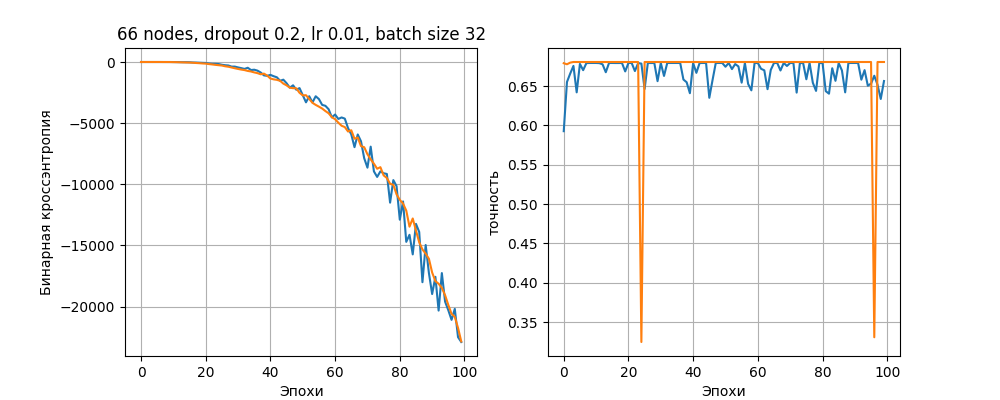 66 nodes, dropout 0.2, lr 0.01, batch size 32
Бинарная кроссэнтропия
0
−5000
−10000
−15000
−20000
0 20 40 60 80 100
Эпохи
точность
0.65
0.60
0.55
0.50
0.45
0.40
0.35
0 20 40 60 80 100
Эпохи